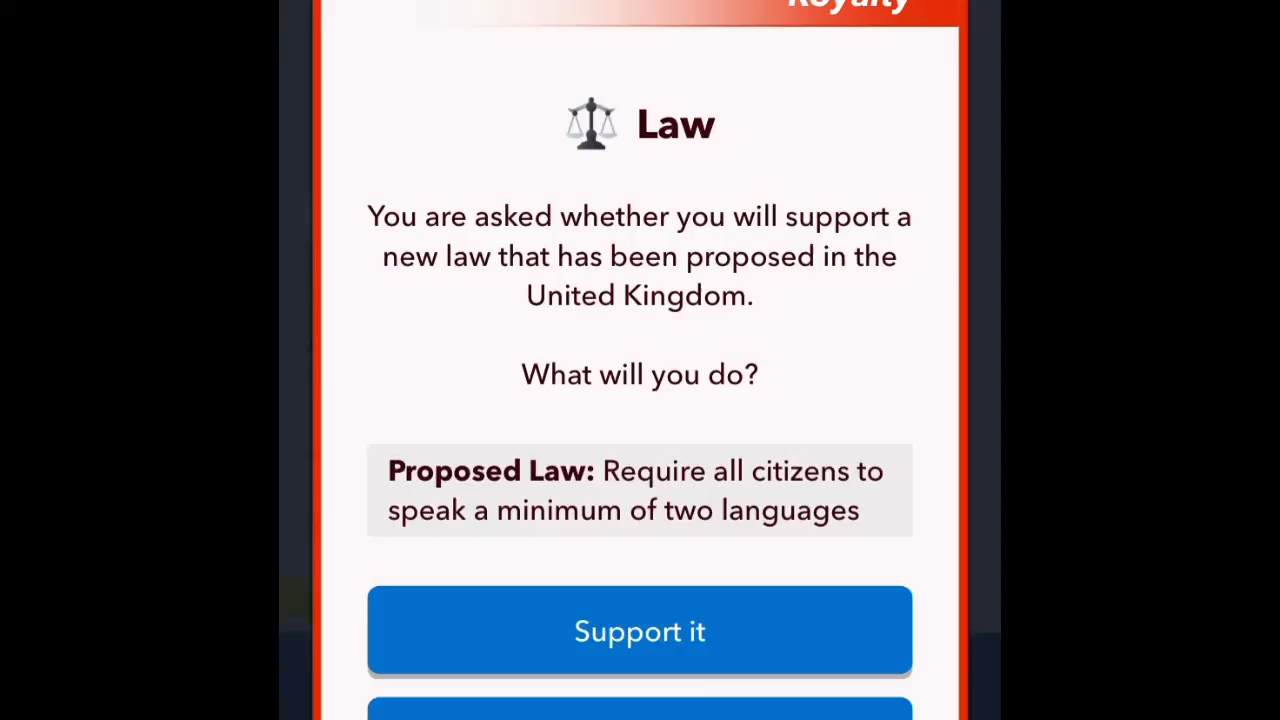 Royalty
Law
You are asked whether you will support a
new law that has been proposed in the
United Kingdom.
What will you do?
Proposed Law: Require all citizens to
speak a minimum of two languages
Support it